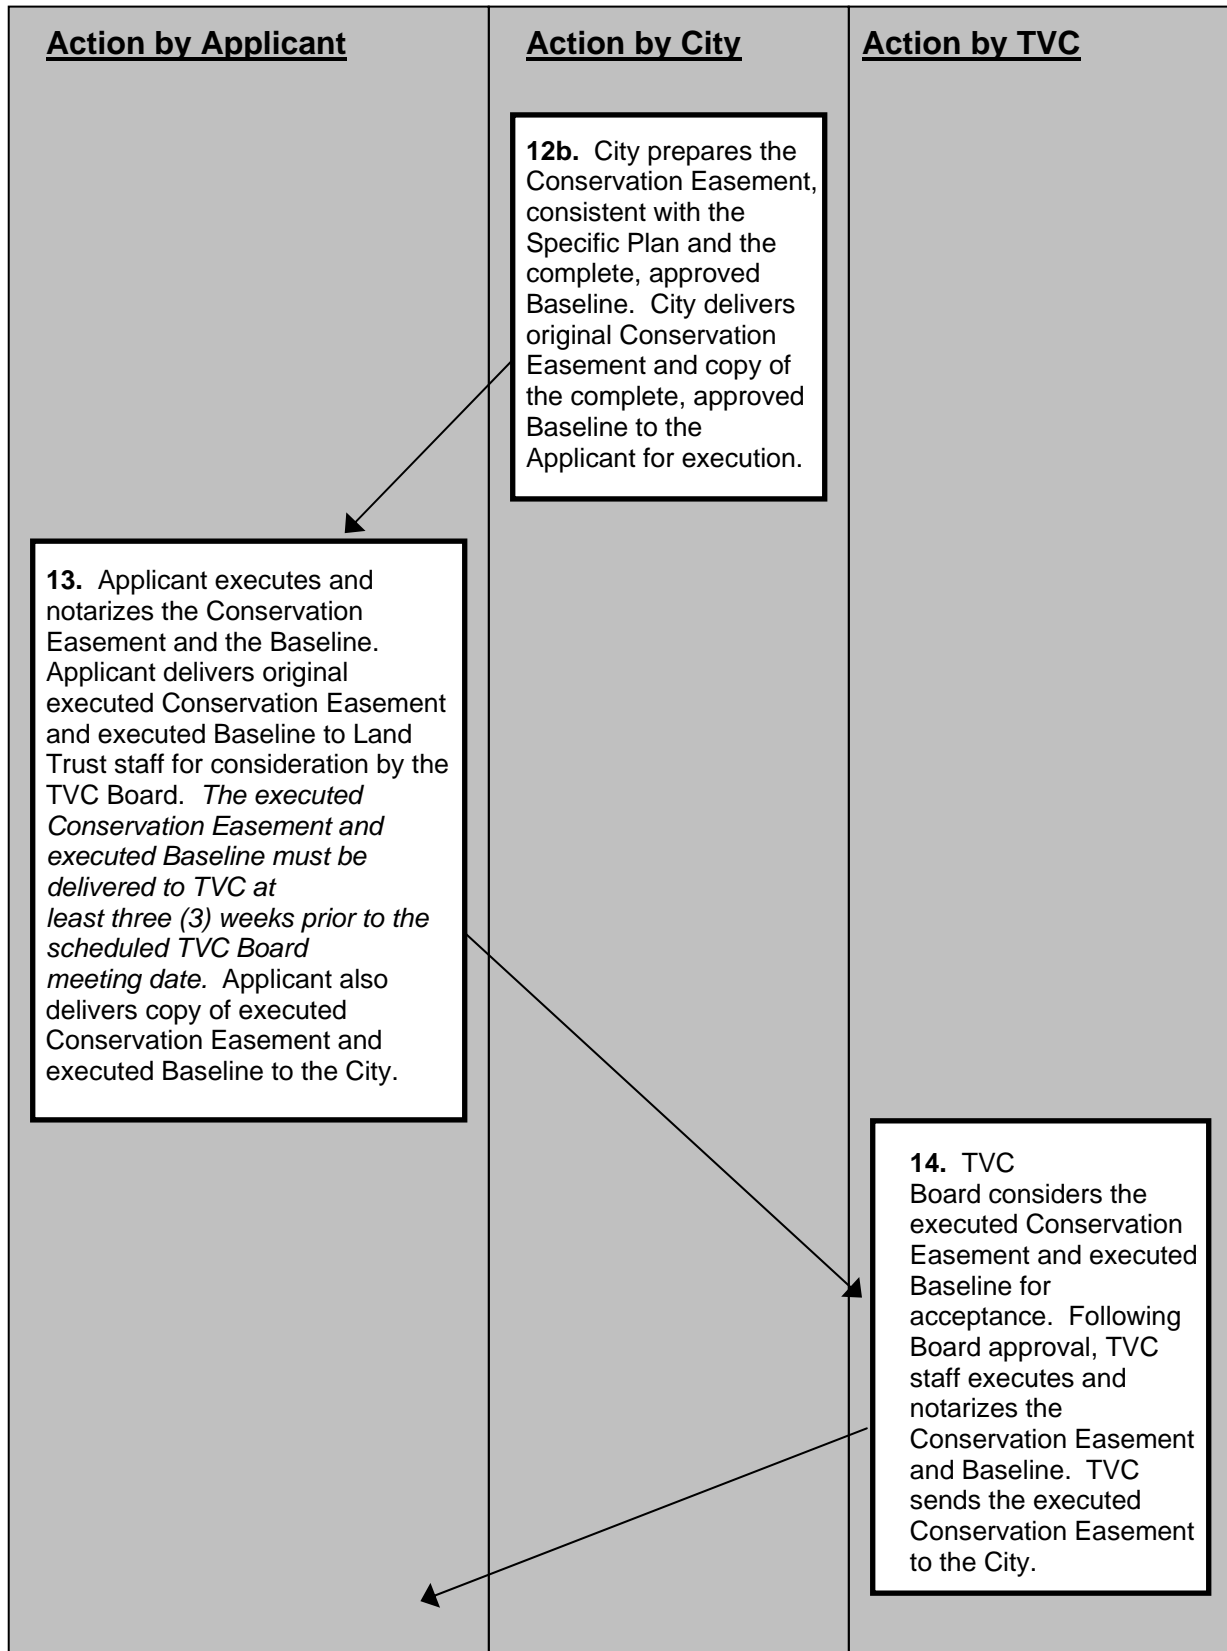 Action by Applicant
Action by City
Action by TVC
12b. City prepares the
Conservation Easement,
consistent with the
Specific Plan and the
complete, approved
Baseline. City delivers
original Conservation
Easement and copy of
the complete, approved
Baseline to the
Applicant for execution.
13. Applicant executes and
notarizes the Conservation
Easement and the Baseline.
Applicant delivers original
executed Conservation Easement
and executed Baseline to Land
Trust staff for consideration by the
TVC Board. The executed
Conservation Easement and
executed Baseline must be
delivered to TVC at
least three (3) weeks prior to the
scheduled TVC Board
meeting date. Applicant also
delivers copy of executed
Conservation Easement and
executed Baseline to the City.
14. TVC
Board considers the
executed Conservation
Easement and executed
Baseline for
acceptance. Following
Board approval, TVC
staff executes and
notarizes the
Conservation Easement
and Baseline. TVC
sends the executed
Conservation Easement
to the City.